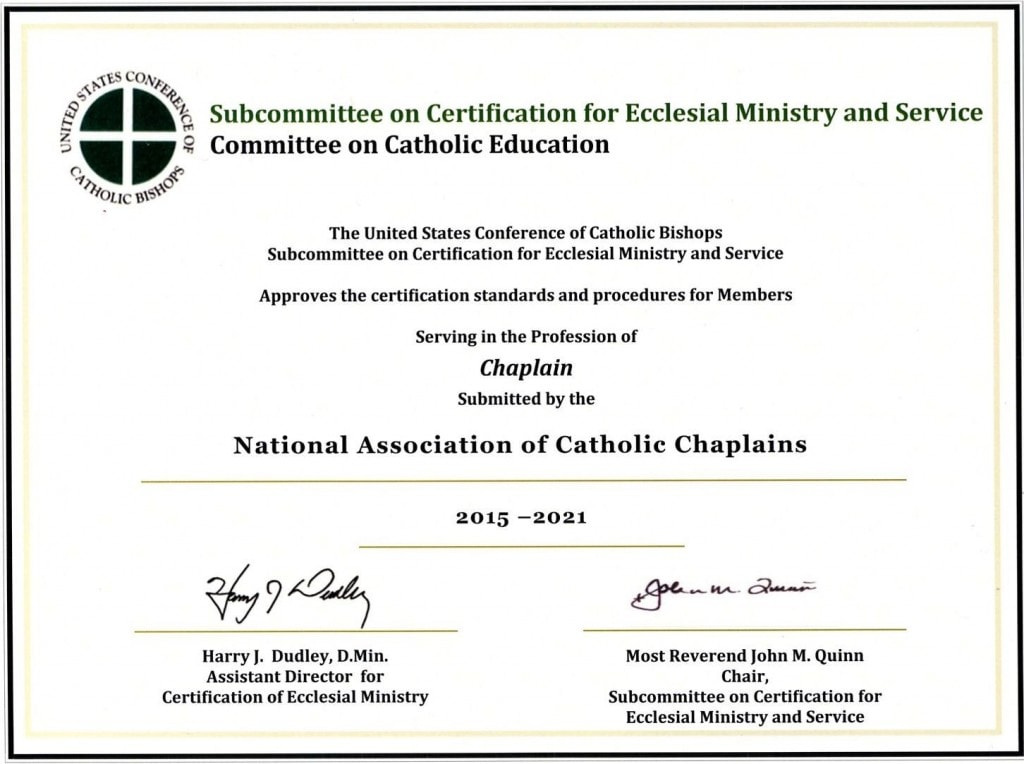 UNITED STATES CONFERENCE OF
CATHOLIC BISHOPS
Subcommittee on Certification for Ecclesial Ministry and Service
Committee on Catholic Education
The United States Conference of Catholic Bishops
Subcommittee on Certification for Ecclesial Ministry and Service
Approves the certification standards and procedures for Members
Serving in the Profession of
Chaplain
Submitted by the
National Association of Catholic Chaplains
2015 –2021
Harry J Dudley
John M. Quinn
Harry J. Dudley, D.Min.
Assistant Director for
Certification of Ecclesial Ministry
Most Reverend John M. Quinn
Chair,
Subcommittee on Certification for
Ecclesial Ministry and Service